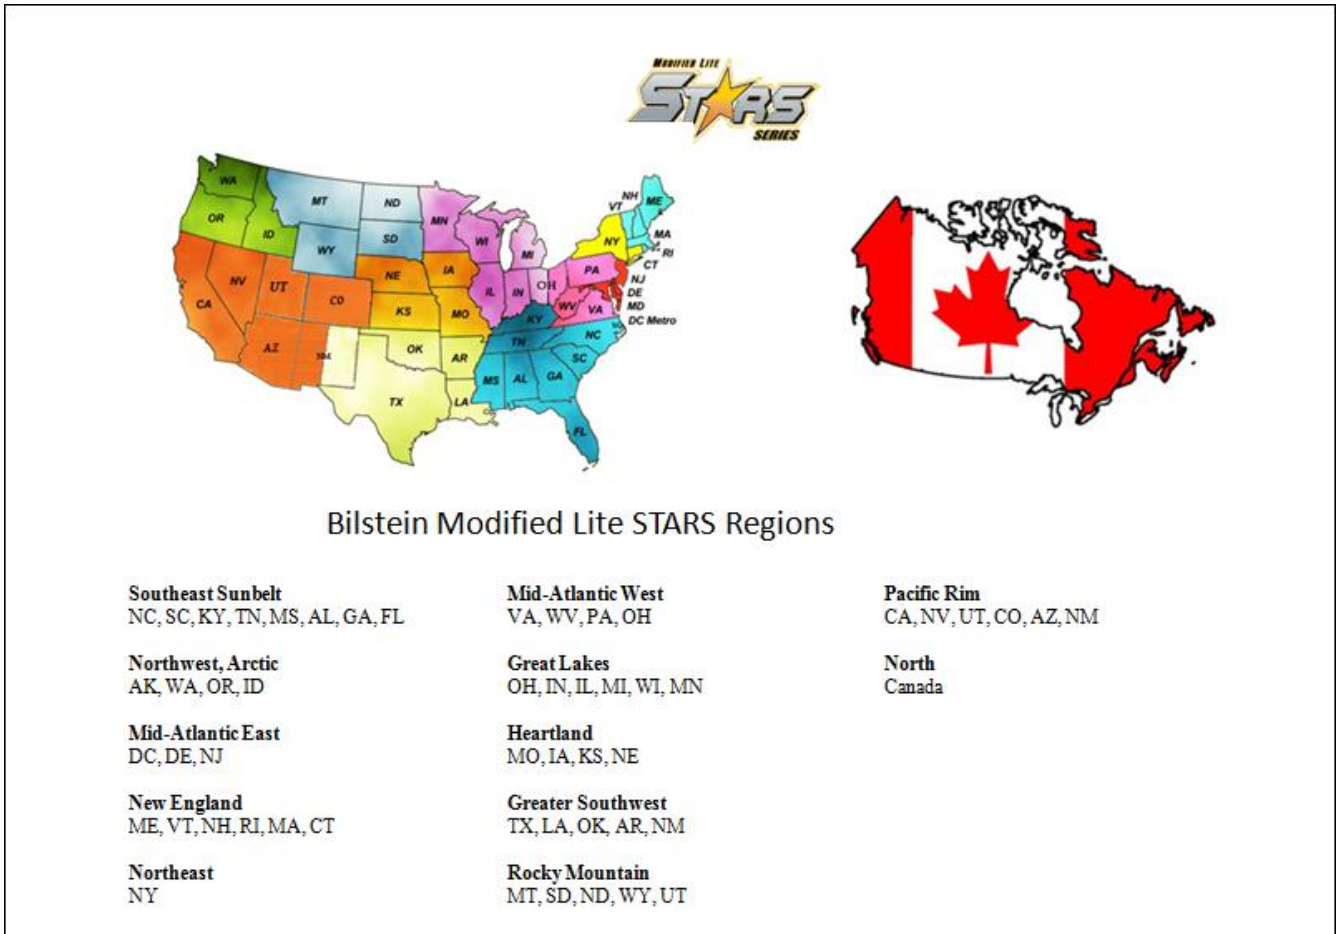 MODIFIED LITE
STARS
SERIES
WA
OR
ID
MT
ND
SD
WY
MN
WI
MI
IL
IN
OH
NE
IA
KS
MO
CA
NV
UT
CO
AZ
NM
OK
AR
TX
LA
KY
TN
MS
AL
GA
FL
NC
SC
PA
WV
VA
NY
VT
NH
ME
MA
RI
CT
NJ
DE
MD
DC Metro
Bilstein Modified Lite STARS Regions
Southeast Sunbelt
NC, SC, KY, TN, MS, AL, GA, FL
Northwest, Arctic
AK, WA, OR, ID
Mid-Atlantic East
DC, DE, NJ
New England
ME, VT, NH, RI, MA, CT
Northeast
NY
Mid-Atlantic West
VA, WV, PA, OH
Great Lakes
OH, IN, IL, MI, WI, MN
Heartland
MO, IA, KS, NE
Greater Southwest
TX, LA, OK, AR, NM
Rocky Mountain
MT, SD, ND, WY, UT
Pacific Rim
CA, NV, UT, CO, AZ, NM
North
Canada